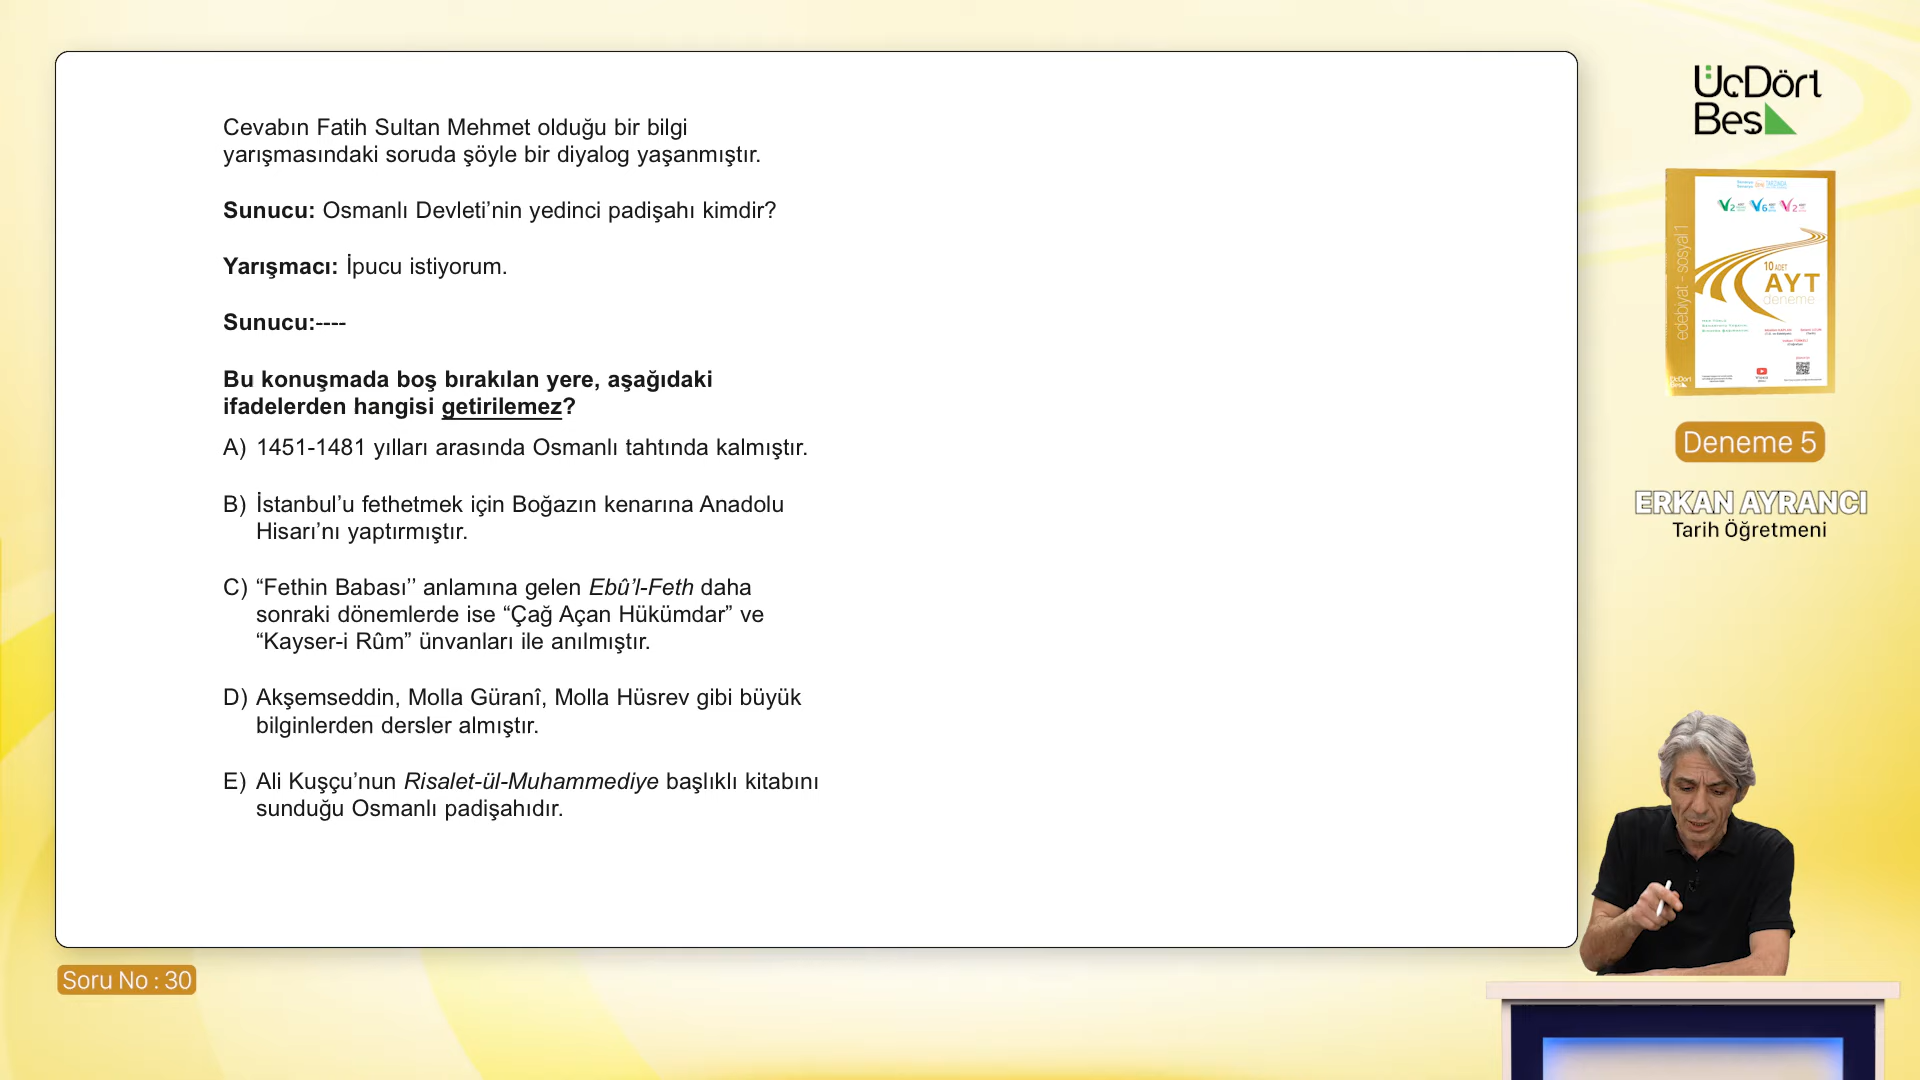 Cevabın Fatih Sultan Mehmet olduğu bir bilgi
yarışmasındaki soruda şöyle bir diyalog yaşanmıştır.
Sunucu: Osmanlı Devleti’nin yedinci padişahı kimdir?
Yarışmacı: İpucu istiyorum.
Sunucu:----
Bu konuşmada boş bırakılan yere, aşağıdaki
ifadelerden hangisi getirilemez?
A) 1451-1481 yılları arasında Osmanlı tahtında kalmıştır.
B) İstanbul’u fethetmek için Boğazın kenarına Anadolu
Hisarı’nı yaptırmıştır.
C) “Fethin Babası’’ anlamına gelen Ebû’l-Feth daha
sonraki dönemlerde ise “Çağ Açan Hükümdar” ve
“Kayser-i Rûm” ünvanları ile anılmıştır.
D) Akşemseddin, Molla Güranî, Molla Hüsrev gibi büyük
bilginlerden dersler almıştır.
E) Ali Kuşçu’nun Risalet-ül-Muhammediye başlıklı kitabını
sunduğu Osmanlı padişahıdır.
Soru No : 30
ÜçDört
Beş
edebiyat - sosyal 1
10 ADET
AYT
deneme
Deneme 5
ERKAN AYRANCI
Tarih Öğretmeni